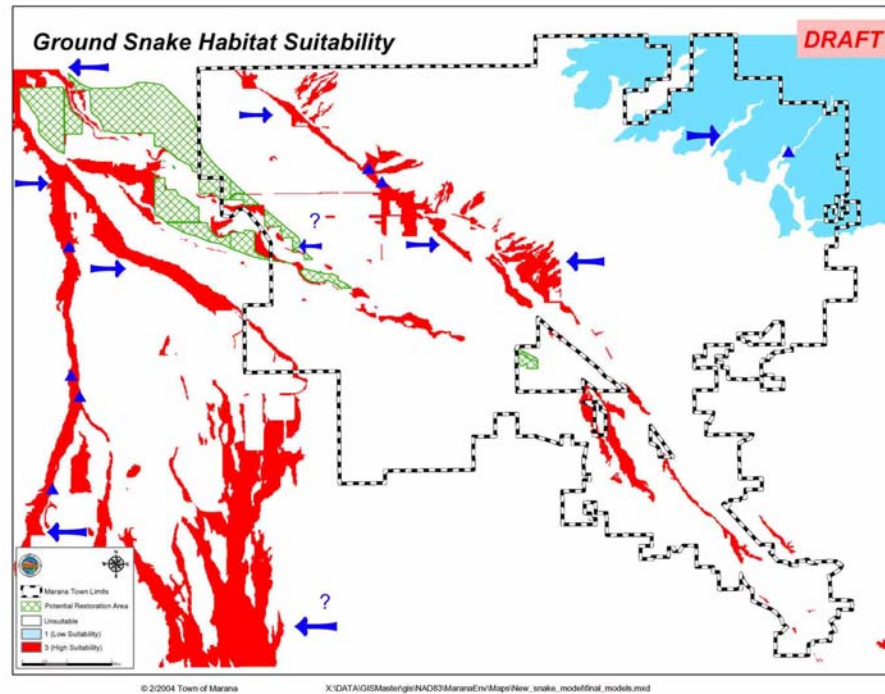 Ground Snake Habitat Suitability
DRAFT
?
?
Marana Town Limits
Potential Restoration Area
Unsuitable
1 (Low Suitability)
3 (High Suitability)
© 2/2004 Town of Marana
X:\DATA\GISMaster\gis\NAD83\MaranaEnv\Maps\New_snake_model\final_models.mxd